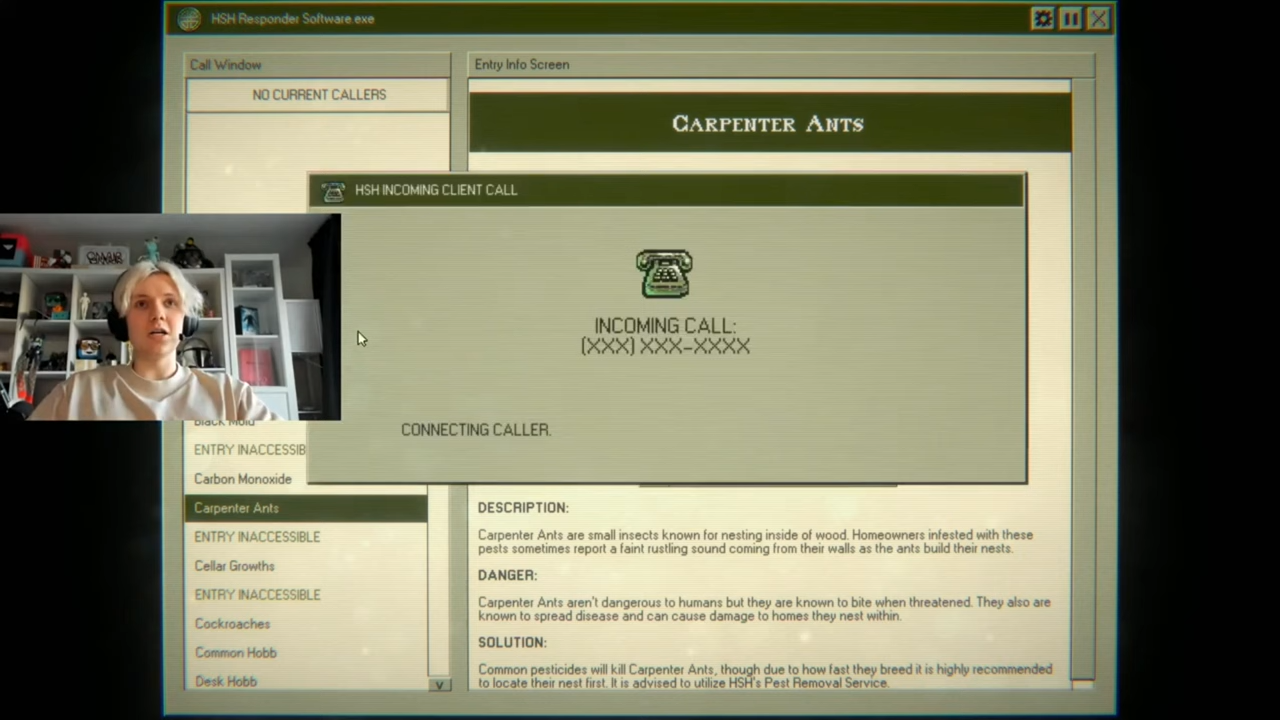 HSH Responder Software.exe
Call Window
NO CURRENT CALLERS
Entry Info Screen
CARPENTER ANTS
HSH INCOMING CLIENT CALL
INCOMING CALL:
(XXX) XXX-XXXX
CONNECTING CALLER.
Black Mold
ENTRY INACCESSIB
Carbon Monoxide
Carpenter Ants
ENTRY INACCESSIBLE
Cellar Growths
ENTRY INACCESSIBLE
Cockroaches
Common Hobb
Desk Hobb
V
DESCRIPTION:
Carpenter Ants are small insects known for nesting inside of wood. Homeowners infested with these
pests sometimes report a faint rustling sound coming from their walls as the ants build their nests.
DANGER:
Carpenter Ants aren't dangerous to humans but they are known to bite when threatened. They also are
known to spread disease and can cause damage to homes they nest within.
SOLUTION:
Common pesticides will kill Carpenter Ants, though due to how fast they breed it is highly recommended
to locate their nest first. It is advised to utilize HSH's Pest Removal Service.